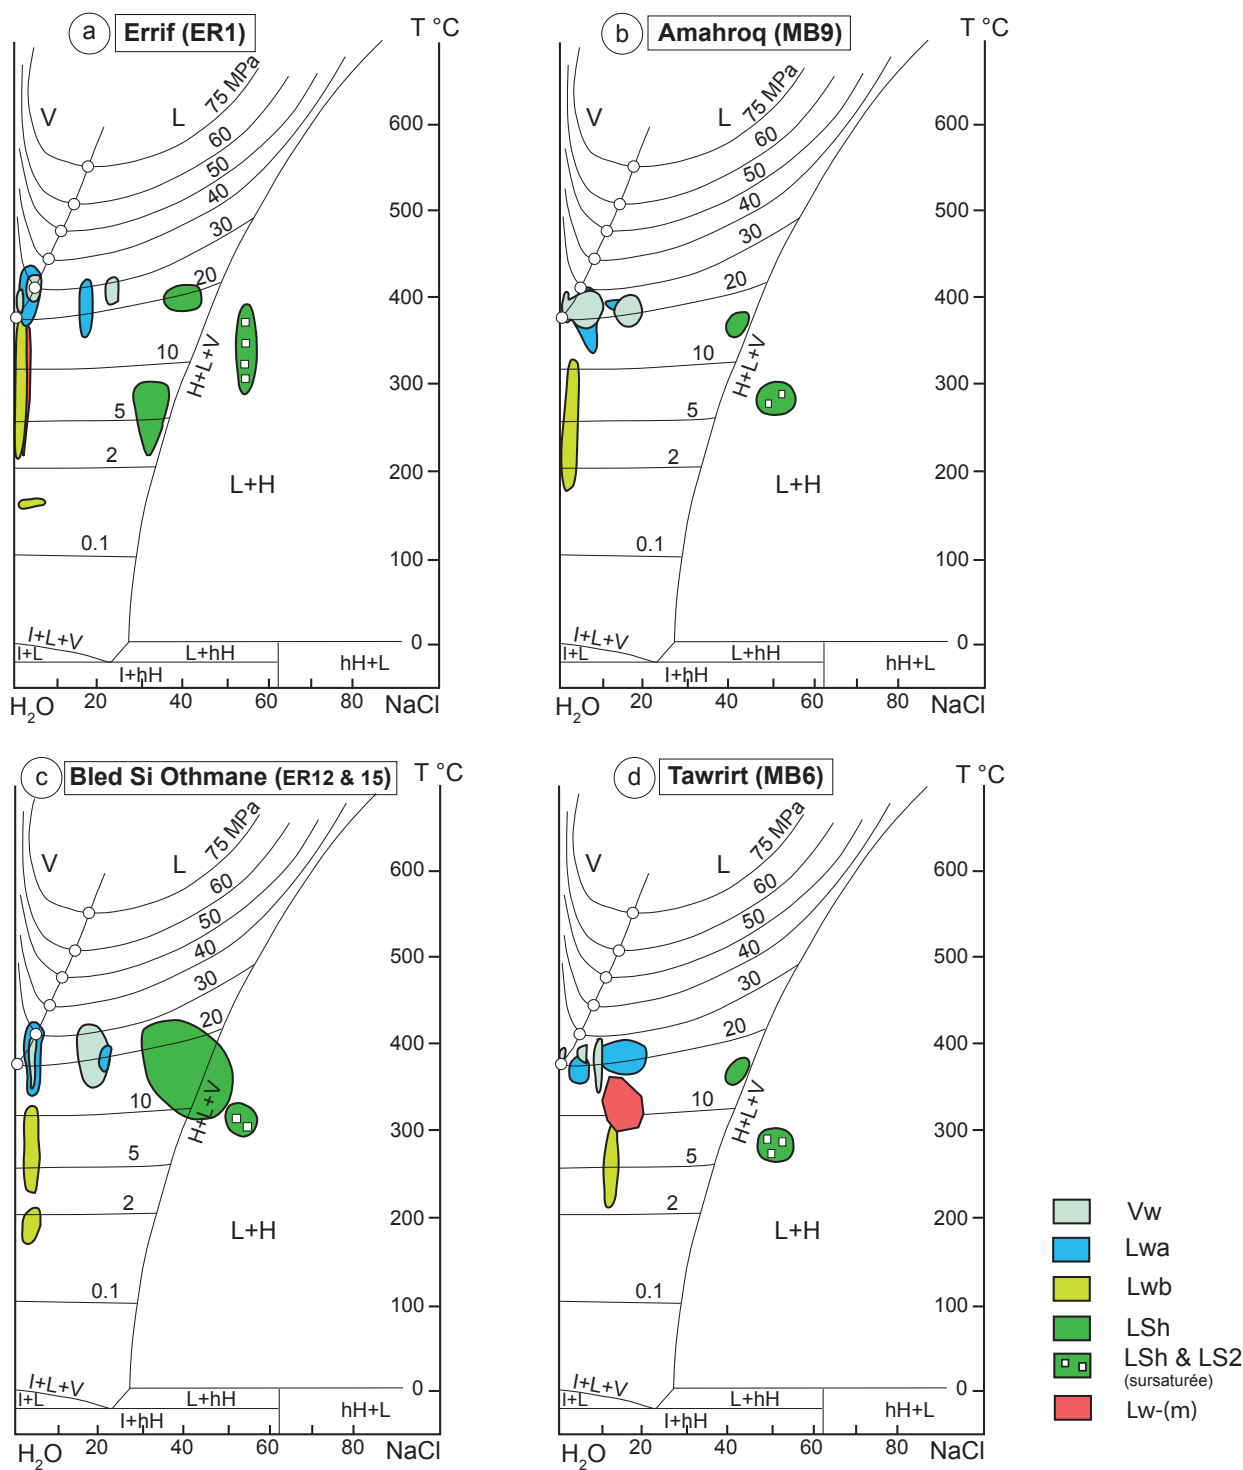 a Errif (ER1) T °C
75 MPa
V L
60
50
40
30
20
10
5
2
0.1
H+L+V
L+H
600
500
400
300
200
100
0
I+L+V
I+L
L+hH
I+hH
hH+L
H2O 20 40 60 80 NaCl
b Amahroq (MB9) T °C
75 MPa
V L
60
50
40
30
20
10
5
2
0.1
H+L+V
L+H
600
500
400
300
200
100
0
I+L+V
I+L
L+hH
I+hH
hH+L
H2O 20 40 60 80 NaCl
c Bled Si Othmane (ER12 & 15) T °C
75 MPa
V L
60
50
40
30
20
10
5
2
0.1
H+L+V
L+H
600
500
400
300
200
100
0
I+L+V
I+L
L+hH
I+hH
hH+L
H2O 20 40 60 80 NaCl
d Tawrirt (MB6) T °C
75 MPa
V L
60
50
40
30
20
10
5
2
0.1
H+L+V
L+H
600
500
400
300
200
100
0
I+L+V
I+L
L+hH
I+hH
hH+L
H2O 20 40 60 80 NaCl
Vw
Lwa
Lwb
LSh
LSh & LS2
(sursaturée)
Lw-(m)